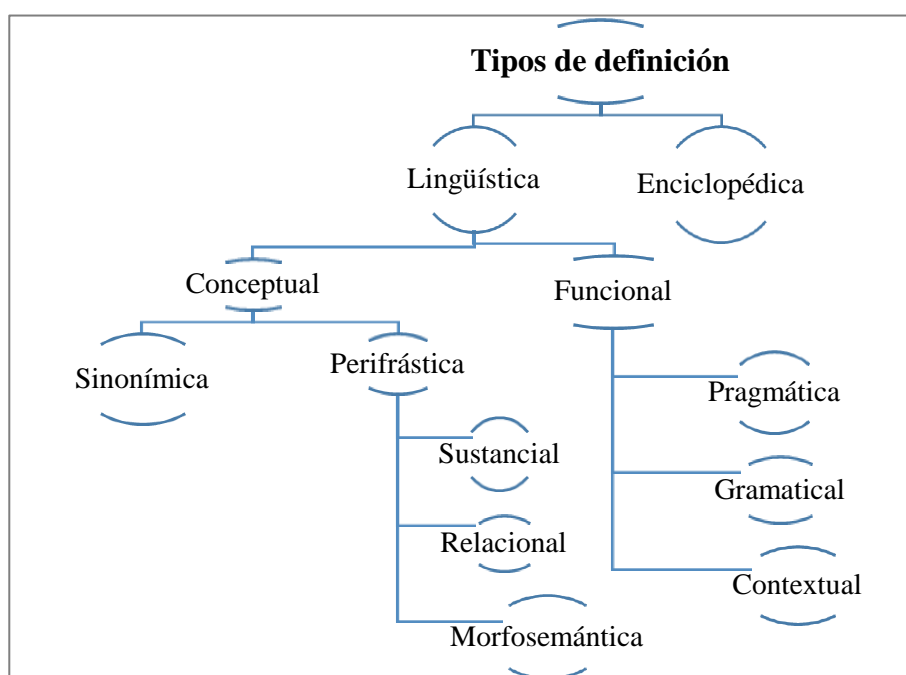 Tipos de definición
Lingüística
Enciclopédica
Conceptual
Funcional
Sinonímica
Perifrástica
Pragmática
Sustancial
Gramatical
Relacional
Contextual
Morfosemántica